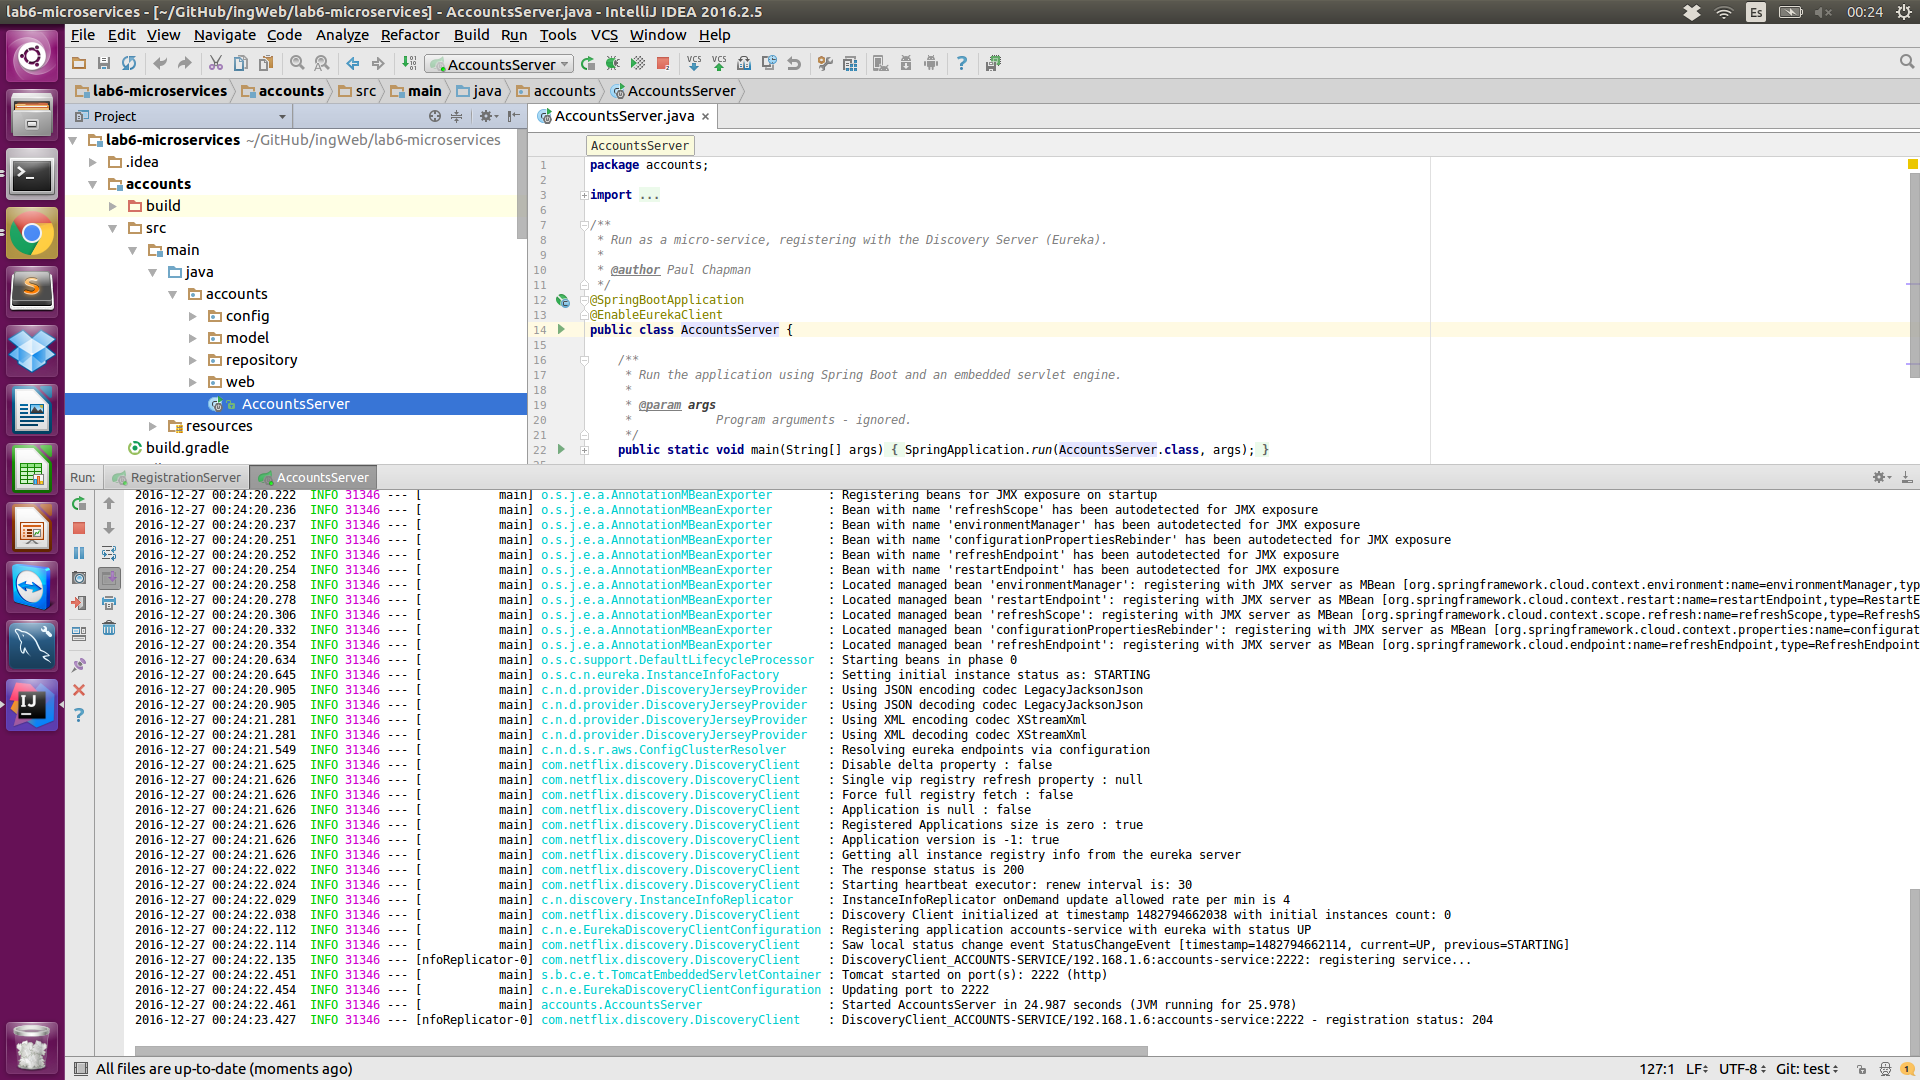 lab6-microservices - [~/GitHub/ingWeb/lab6-microservices] - AccountsServer.java - IntelliJ IDEA 2016.2.5
Es
00:24
File Edit View Navigate Code Analyze Refactor Build Run Tools VCS Window Help
AccountsServer
lab6-microservices accounts src main java accounts AccountsServer
Project
AccountsServer.java
lab6-microservices ~/GitHub/ingWeb/lab6-microservices
.idea
accounts
build
src
main
java
accounts
config
model
repository
web
AccountsServer
resources
build.gradle
AccountsServer
1 package accounts;
2
3 import ...
6
7 /**
8 * Run as a micro-service, registering with the Discovery Server (Eureka).
9 *
10 * @author Paul Chapman
11 */
12 @SpringBootApplication
13 @EnableEurekaClient
14 public class AccountsServer {
15
16 /**
17 * Run the application using Spring Boot and an embedded servlet engine.
18 *
19 * @param args
20 * Program arguments - ignored.
21 */
22 public static void main(String[] args) { SpringApplication.run(AccountsServer.class, args); }
Run: RegistrationServer AccountsServer
2016-12-27 00:24:20.222 INFO 31346 --- [ main] o.s.j.e.a.AnnotationMBeanExporter : Registering beans for JMX exposure on startup
2016-12-27 00:24:20.236 INFO 31346 --- [ main] o.s.j.e.a.AnnotationMBeanExporter : Bean with name 'refreshScope' has been autodetected for JMX exposure
2016-12-27 00:24:20.237 INFO 31346 --- [ main] o.s.j.e.a.AnnotationMBeanExporter : Bean with name 'environmentManager' has been autodetected for JMX exposure
2016-12-27 00:24:20.251 INFO 31346 --- [ main] o.s.j.e.a.AnnotationMBeanExporter : Bean with name 'configurationPropertiesRebinder' has been autodetected for JMX exposure
2016-12-27 00:24:20.252 INFO 31346 --- [ main] o.s.j.e.a.AnnotationMBeanExporter : Bean with name 'refreshEndpoint' has been autodetected for JMX exposure
2016-12-27 00:24:20.254 INFO 31346 --- [ main] o.s.j.e.a.AnnotationMBeanExporter : Bean with name 'restartEndpoint' has been autodetected for JMX exposure
2016-12-27 00:24:20.258 INFO 31346 --- [ main] o.s.j.e.a.AnnotationMBeanExporter : Located managed bean 'environmentManager': registering with JMX server as MBean [org.springframework.cloud.context.environment:name=environmentManager,typ
2016-12-27 00:24:20.278 INFO 31346 --- [ main] o.s.j.e.a.AnnotationMBeanExporter : Located managed bean 'restartEndpoint': registering with JMX server as MBean [org.springframework.cloud.context.restart:name=restartEndpoint,type=RestartE
2016-12-27 00:24:20.306 INFO 31346 --- [ main] o.s.j.e.a.AnnotationMBeanExporter : Located managed bean 'refreshScope': registering with JMX server as MBean [org.springframework.cloud.context.scope.refresh:name=refreshScope,type=RefreshS
2016-12-27 00:24:20.332 INFO 31346 --- [ main] o.s.j.e.a.AnnotationMBeanExporter : Located managed bean 'configurationPropertiesRebinder': registering with JMX server as MBean [org.springframework.cloud.context.properties:name=configurat
2016-12-27 00:24:20.354 INFO 31346 --- [ main] o.s.j.e.a.AnnotationMBeanExporter : Located managed bean 'refreshEndpoint': registering with JMX server as MBean [org.springframework.cloud.endpoint:name=refreshEndpoint,type=RefreshEndpoint
2016-12-27 00:24:20.634 INFO 31346 --- [ main] o.s.c.support.DefaultLifecycleProcessor : Starting beans in phase 0
2016-12-27 00:24:20.645 INFO 31346 --- [ main] o.s.c.n.eureka.InstanceInfoFactory : Setting initial instance status as: STARTING
2016-12-27 00:24:20.905 INFO 31346 --- [ main] c.n.d.provider.DiscoveryJerseyProvider : Using JSON encoding codec LegacyJacksonJson
2016-12-27 00:24:20.905 INFO 31346 --- [ main] c.n.d.provider.DiscoveryJerseyProvider : Using JSON decoding codec LegacyJacksonJson
2016-12-27 00:24:21.281 INFO 31346 --- [ main] c.n.d.provider.DiscoveryJerseyProvider : Using XML encoding codec XStreamXml
2016-12-27 00:24:21.281 INFO 31346 --- [ main] c.n.d.provider.DiscoveryJerseyProvider : Using XML decoding codec XStreamXml
2016-12-27 00:24:21.549 INFO 31346 --- [ main] c.n.d.s.r.aws.ConfigClusterResolver : Resolving eureka endpoints via configuration
2016-12-27 00:24:21.625 INFO 31346 --- [ main] com.netflix.discovery.DiscoveryClient : Disable delta property : false
2016-12-27 00:24:21.626 INFO 31346 --- [ main] com.netflix.discovery.DiscoveryClient : Single vip registry refresh property : null
2016-12-27 00:24:21.626 INFO 31346 --- [ main] com.netflix.discovery.DiscoveryClient : Force full registry fetch : false
2016-12-27 00:24:21.626 INFO 31346 --- [ main] com.netflix.discovery.DiscoveryClient : Application is null : false
2016-12-27 00:24:21.626 INFO 31346 --- [ main] com.netflix.discovery.DiscoveryClient : Registered Applications size is zero : true
2016-12-27 00:24:21.626 INFO 31346 --- [ main] com.netflix.discovery.DiscoveryClient : Application version is -1: true
2016-12-27 00:24:21.626 INFO 31346 --- [ main] com.netflix.discovery.DiscoveryClient : Getting all instance registry info from the eureka server
2016-12-27 00:24:22.022 INFO 31346 --- [ main] com.netflix.discovery.DiscoveryClient : The response status is 200
2016-12-27 00:24:22.024 INFO 31346 --- [ main] com.netflix.discovery.DiscoveryClient : Starting heartbeat executor: renew interval is: 30
2016-12-27 00:24:22.029 INFO 31346 --- [ main] c.n.discovery.InstanceInfoReplicator : InstanceInfoReplicator onDemand update allowed rate per min is 4
2016-12-27 00:24:22.038 INFO 31346 --- [ main] com.netflix.discovery.DiscoveryClient : Discovery Client initialized at timestamp 1482794662038 with initial instances count: 0
2016-12-27 00:24:22.112 INFO 31346 --- [ main] c.n.e.EurekaDiscoveryClientConfiguration : Registering application accounts-service with eureka with status UP
2016-12-27 00:24:22.114 INFO 31346 --- [ main] com.netflix.discovery.DiscoveryClient : Saw local status change event StatusChangeEvent [timestamp=1482794662114, current=UP, previous=STARTING]
2016-12-27 00:24:22.135 INFO 31346 --- [nfoReplicator-0] com.netflix.discovery.DiscoveryClient : DiscoveryClient_ACCOUNTS-SERVICE/192.168.1.6:accounts-service:2222: registering service...
2016-12-27 00:24:22.451 INFO 31346 --- [ main] s.b.c.e.t.TomcatEmbeddedServletContainer : Tomcat started on port(s): 2222 (http)
2016-12-27 00:24:22.454 INFO 31346 --- [ main] c.n.e.EurekaDiscoveryClientConfiguration : Updating port to 2222
2016-12-27 00:24:22.461 INFO 31346 --- [ main] accounts.AccountsServer : Started AccountsServer in 24.987 seconds (JVM running for 25.978)
2016-12-27 00:24:23.427 INFO 31346 --- [nfoReplicator-0] com.netflix.discovery.DiscoveryClient : DiscoveryClient_ACCOUNTS-SERVICE/192.168.1.6:accounts-service:2222 - registration status: 204
All files are up-to-date (moments ago)
127:1 LF UTF-8 Git: test 1